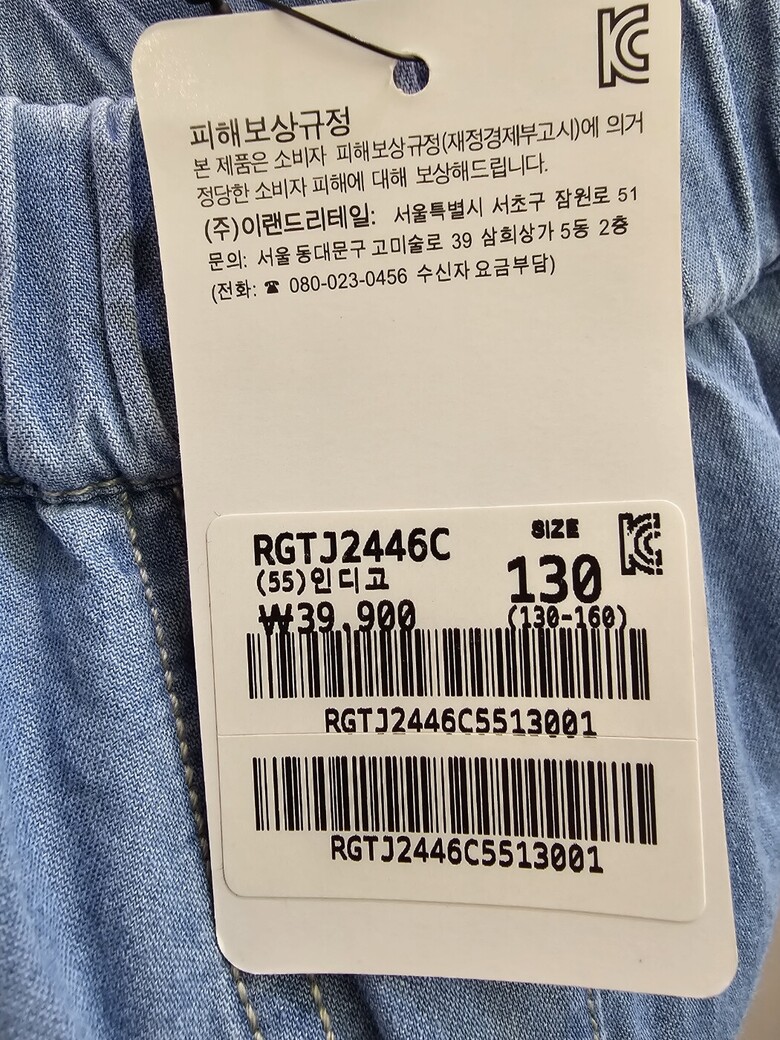 피해보상규정
본 제품은 소비자 피해보상규정(재정경제부고시)에 의거
정당한 소비자 피해에 대해 보상해드립니다.
(주)이랜드리테일: 서울특별시 서초구 잠원로 51
문의: 서울 동대문구 고미술로 39 삼희상가 5동 2층
(전화: ☎ 080-023-0456 수신자 요금부담)
RGTJ2446C
SIZE
(55)인디고
130
₩39,900
(130-160)
RGTJ2446C5513001
RGTJ2446C5513001